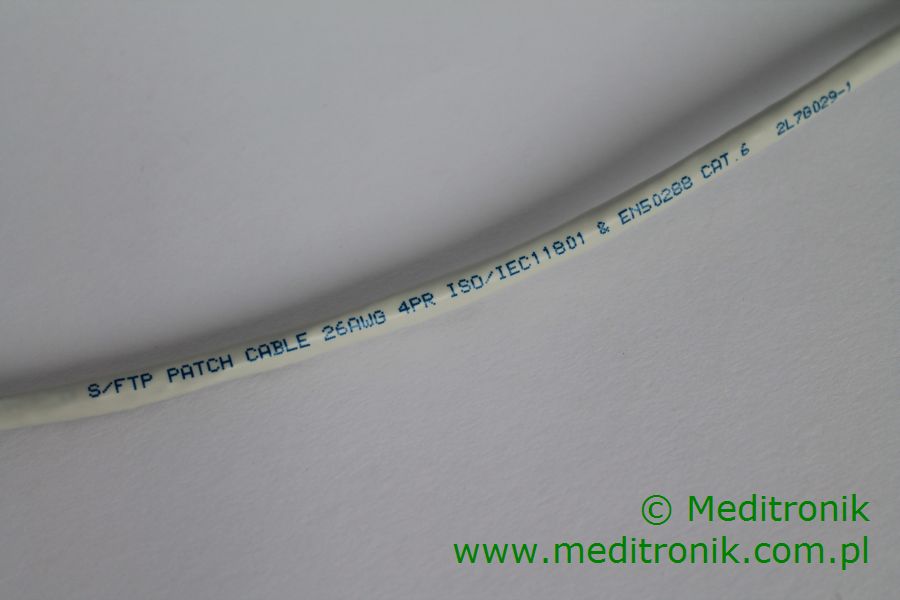 S/FTP PATCH CABLE 26AWG 4PR ISO/IEC11801 & EN50288 CAT.6 2L78029-1
© Meditronik
www.meditronik.com.pl